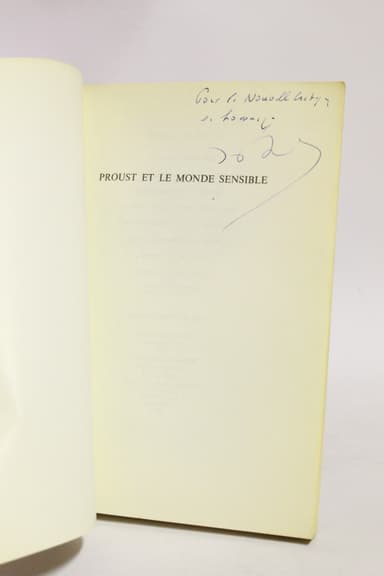 Pour la Nouvelle Critique
en hommage
PROUST ET LE MONDE SENSIBLE